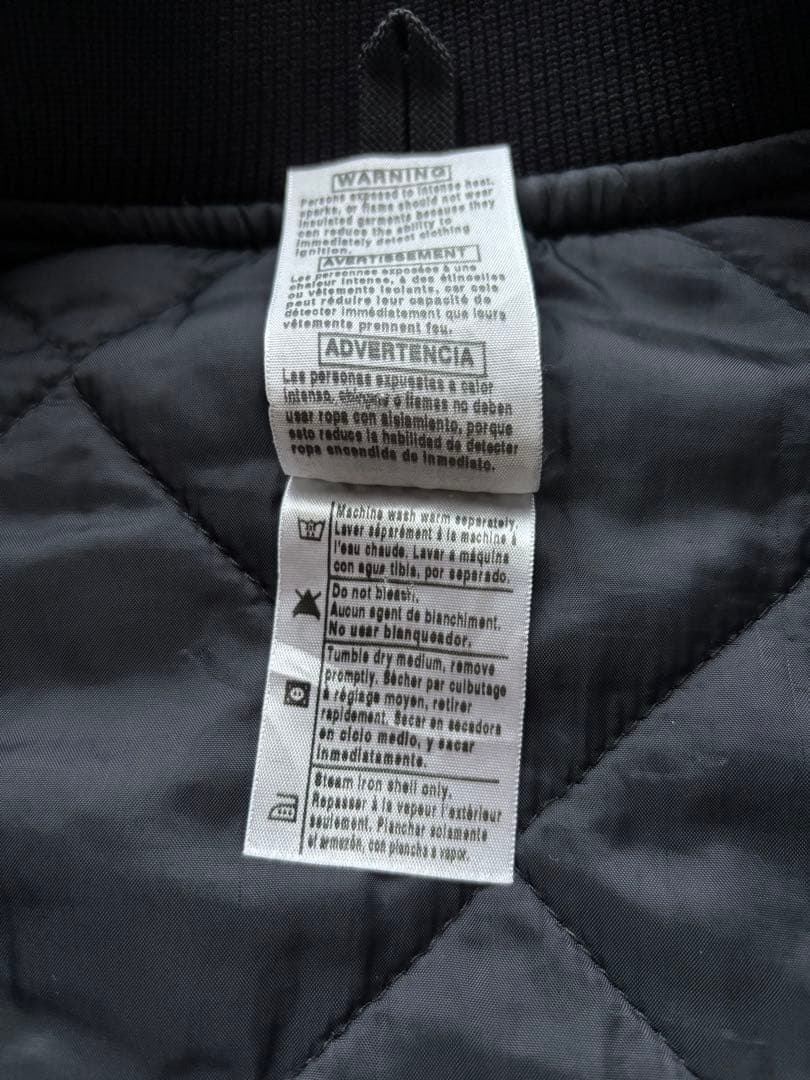 WARNING
Persons exposed to intense heat,
sparks, or flame should not wear
insulated garments because they
can reduce the ability to
immediately detect clothing
ignition.
AVERTISSEMENT
Les personnes exposées à une
chaleur intense, à des étincelles
ou vêtements isolants, car cela
peut réduire leur capacité de
détecter immédiatement que leurs
vêtements prennent feu.
ADVERTENCIA
Las personas expuestas a calor
intenso, chispas o llamas no deben
usar ropa con aislamiento, porque
esto reduce la habilidad de detectar
ropa encendida de inmediato.
Machine wash warm separately.
Laver séparément à la machine à
l'eau chaude. Lavar a máquina
con agua tibia, por separado.
Do not bleach.
Aucun agent de blanchiment.
No usar blanqueador.
Tumble dry medium, remove
promptly. Sécher par culbutage
à réglage moyen, retirer
rapidement. Secar en secadora
en ciclo medio, y sacar
inmediatamente.
Steam iron shell only.
Repasser à la vapeur l'extérieur
seulement. Planchar solamente
el armazón, con plancha a vapor.